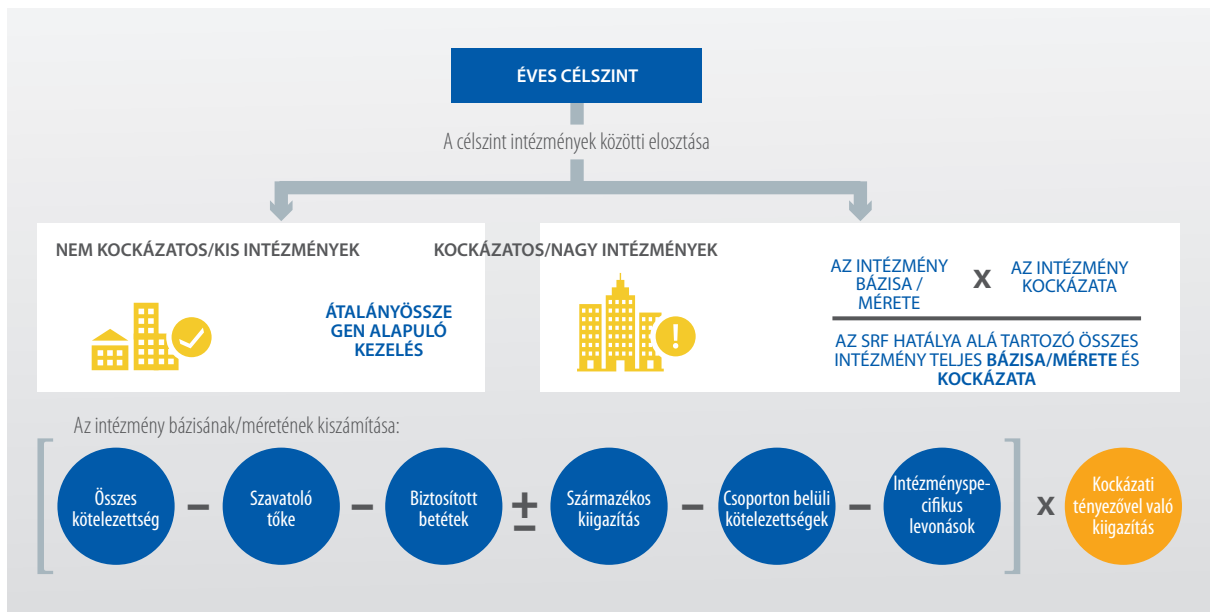 ÉVES CÉLSZINT
A célszint intézmények közötti elosztása
NEM KOCKÁZATOS/KIS INTÉZMÉNYEK
ÁTALÁNYÖSSZE
GEN ALAPULÓ
KEZELÉS
KOCKÁZATOS/NAGY INTÉZMÉNYEK
AZ INTÉZMÉNY
BÁZISA /
MÉRETE
X
AZ INTÉZMÉNY
KOCKÁZATA
AZ SRF HATÁLYA ALÁ TARTOZÓ ÖSSZES
INTÉZMÉNY TELJES BÁZISA/MÉRETE ÉS
KOCKÁZATA
Az intézmény bázisának/méretének kiszámítása:
[
Összes
kötelezettség
–
Szavatoló
tőke
–
Biztosított
betétek
±
Származékos
kiigazítás
–
Csoporton belüli
kötelezettségek
–
Intézményspe-
cifikus
levonások
]
x
Kockázati
tényezővel való
kiigazítás